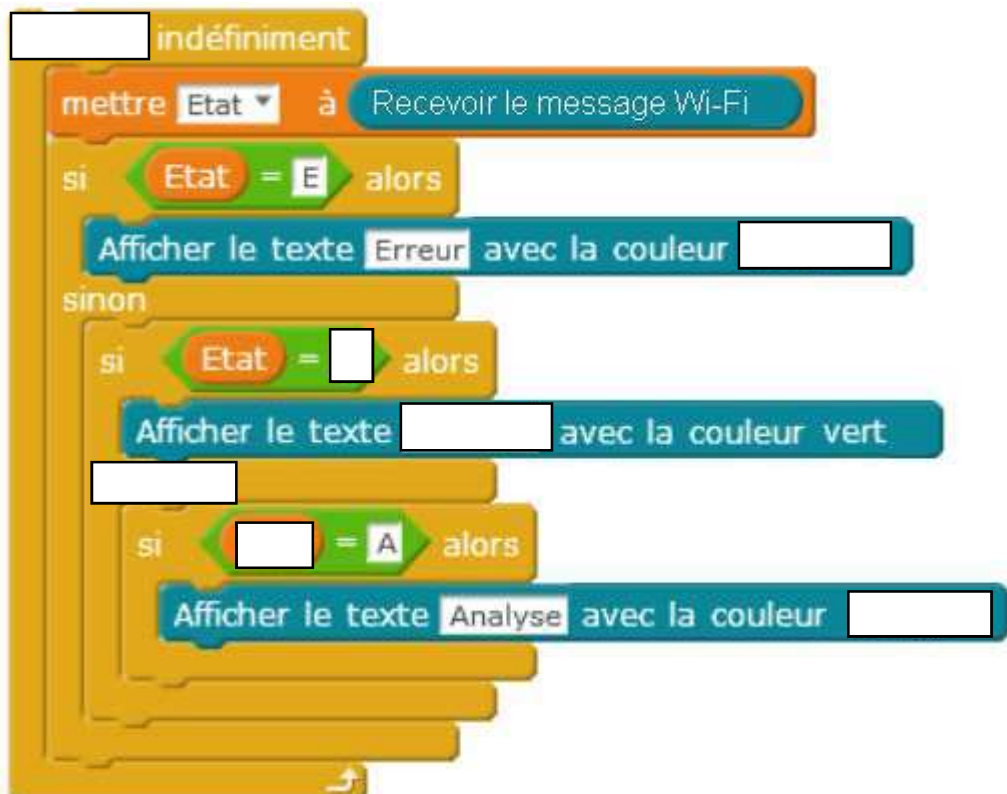 indéfiniment
mettre Etat à Recevoir le message Wi-Fi
si Etat = E alors
Afficher le texte Erreur avec la couleur
sinon
si Etat = alors
Afficher le texte avec la couleur vert
si = A alors
Afficher le texte Analyse avec la couleur